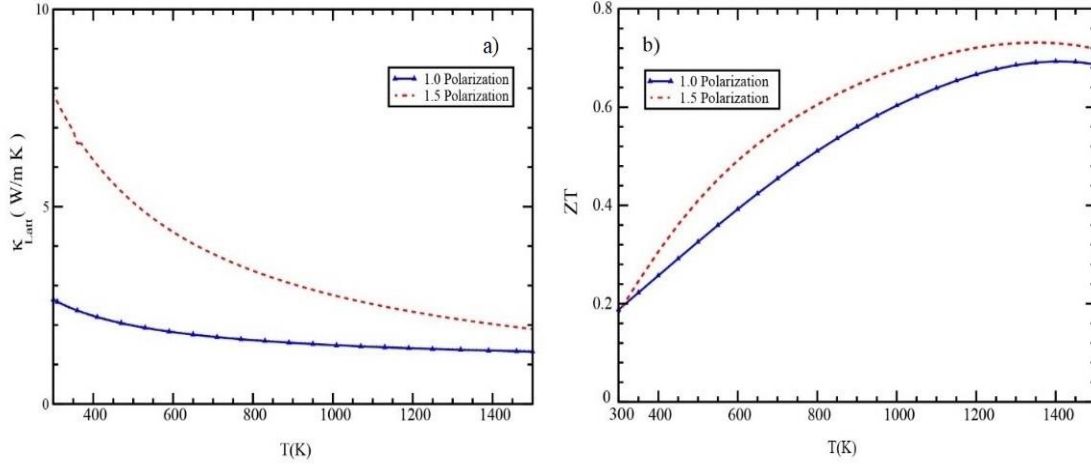 a)
1.0 Polarization
1.5 Polarization
10
5
0
κ_Latt ( W/m K )
400 600 800 1000 1200 1400
T(K)
b)
1.0 Polarization
1.5 Polarization
0.8
0.6
0.4
0.2
0
ZT
300 400 600 800 1000 1200 1400
T(K)